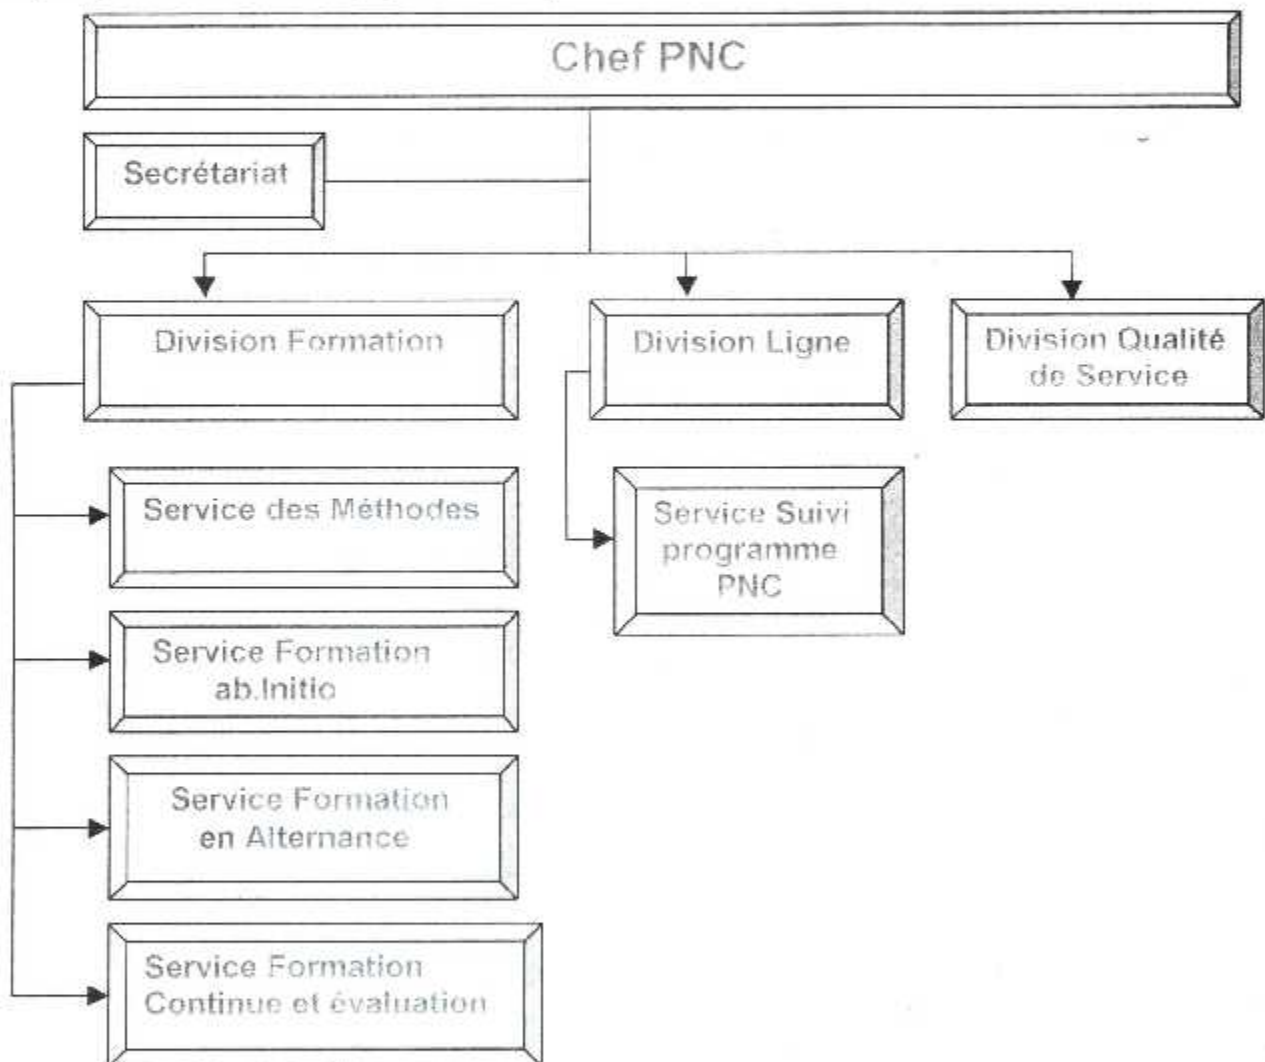 Chef PNC
Secrétariat
Division Formation
Division Ligne
Division Qualité
de Service
Service des Méthodes
Service Suivi
programme
PNC
Service Formation
ab.Initio
Service Formation
en Alternance
Service Formation
Continue et évaluation